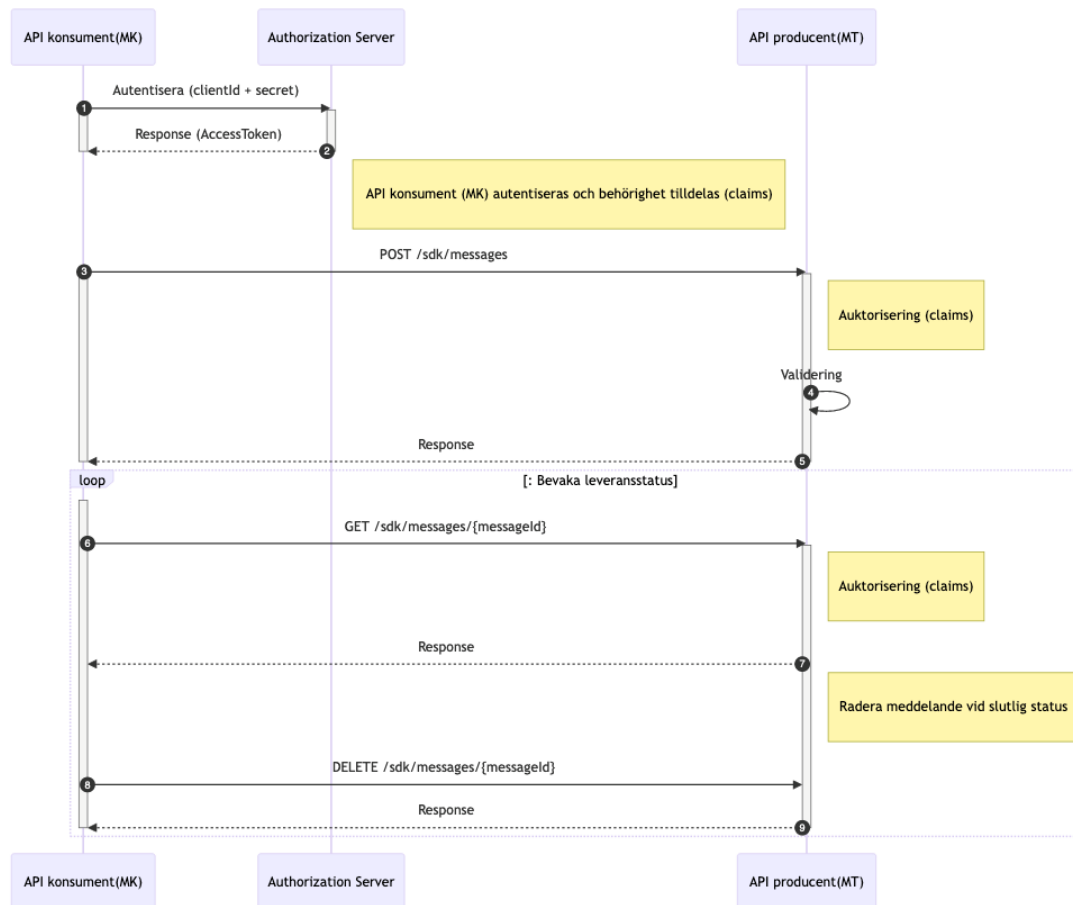 API konsument(MK)
Authorization Server
API producent(MT)
Autentisera (clientId + secret)
1
Response (AccessToken)
2
API konsument (MK) autentiseras och behörighet tilldelas (claims)
POST /sdk/messages
3
Auktorisering (claims)
Validering
4
Response
5
loop
[: Bevaka leveransstatus]
GET /sdk/messages/{messageId}
6
Auktorisering (claims)
Response
7
Radera meddelande vid slutlig status
DELETE /sdk/messages/{messageId}
8
Response
9
API konsument(MK)
Authorization Server
API producent(MT)